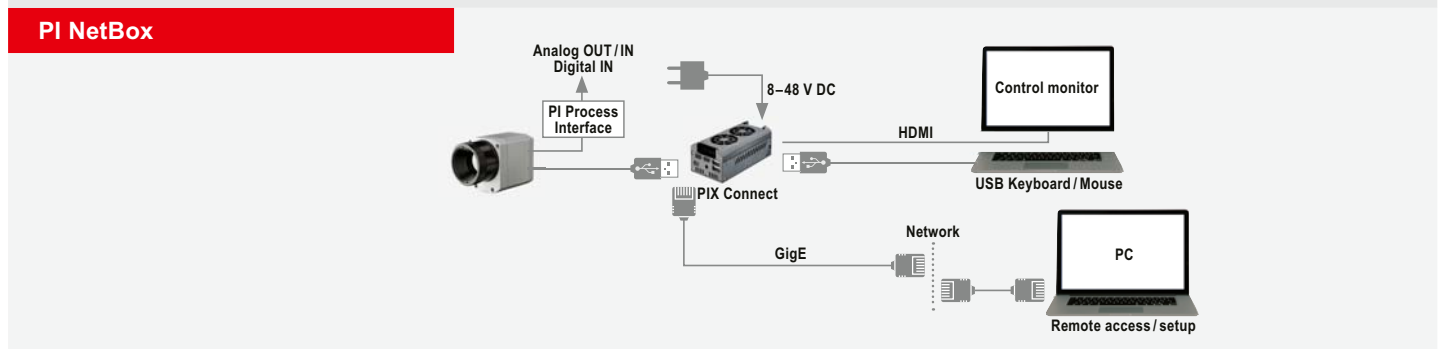 PI NetBox
Analog OUT / IN
Digital IN
PI Process
Interface
8–48 V DC
HDMI
Control monitor
USB Keyboard / Mouse
PIX Connect
GigE
Network
PC
Remote access / setup